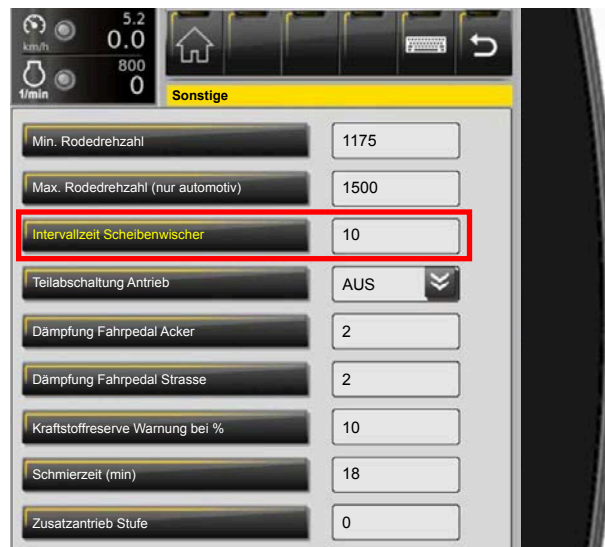 5.2
km/h 0.0
800
1/min 0
Sonstige
Min. Rodedrehzahl 1175
Max. Rodedrehzahl (nur automotiv) 1500
Intervallzeit Scheibenwischer 10
Teilabschaltung Antrieb AUS
Dämpfung Fahrpedal Acker 2
Dämpfung Fahrpedal Strasse 2
Kraftstoffreserve Warnung bei % 10
Schmierzeit (min) 18
Zusatzantrieb Stufe 0